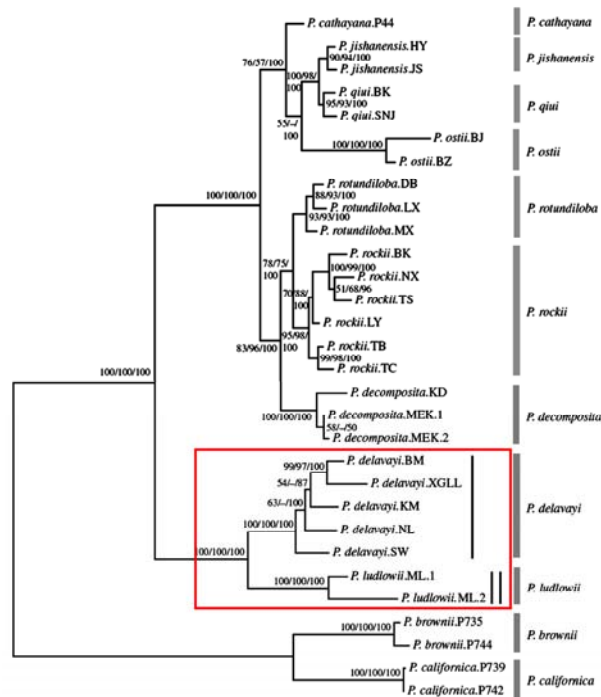 P. cathayana.P44
P. cathayana
P. jishanensis.HY
76/57/100
90/94/100
P. jishanensis
100/98/
100
P. jishanensis.JS
P. qiui.BK
95/93/100
P. qiui
P. qiui.SNJ
55/–/
100
P. ostii.BJ
100/100/100
P. ostii
P. ostii.BZ
P. rotundiloba.DB
100/100/100
88/93/100
P. rotundiloba.LX
P. rotundiloba
93/93/100
P. rotundiloba.MX
P. rockii.BK
78/75/
100
100/99/100
P. rockii.NX
70/88/
100
51/68/96
P. rockii.TS
P. rockii
P. rockii.LY
95/98/
100
P. rockii.TB
83/96/100
99/98/100
P. rockii.TC
100/100/100
P. decomposita.KD
100/100/100
P. decomposita.MEK.1
P. decomposita
58/–/50
P. decomposita.MEK.2
P. delavayi.BM
99/97/100
54/–/87
P. delavayi.XGLL
63/–/100
P. delavayi.KM
P. delavayi
100/100/100
P. delavayi.NL
100/100/100
P. delavayi.SW
P. ludlowii.ML.1
100/100/100
P. ludlowii
P. ludlowii.ML.2
P. brownii.P735
100/100/100
P. brownii
P. brownii.P744
P. californica.P739
100/100/100
P. californica
P. californica.P742